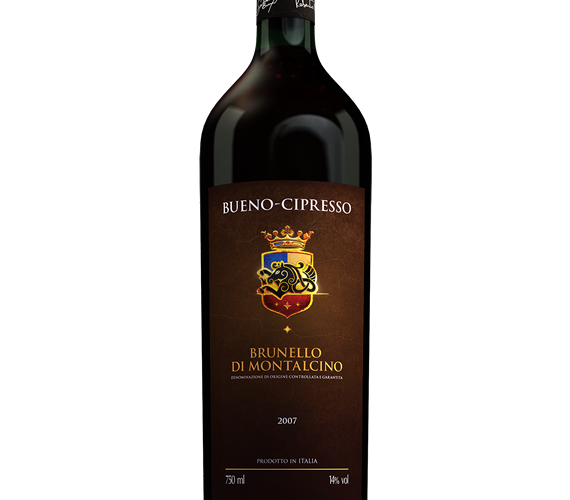 BUENO-CIPRESSO
BRUNELLO
DI MONTALCINO
DENOMINAZIONE DI ORIGINE CONTROLLATA E GARANTITA
2007
PRODOTTO IN ITALIA
750 ml 14% vol